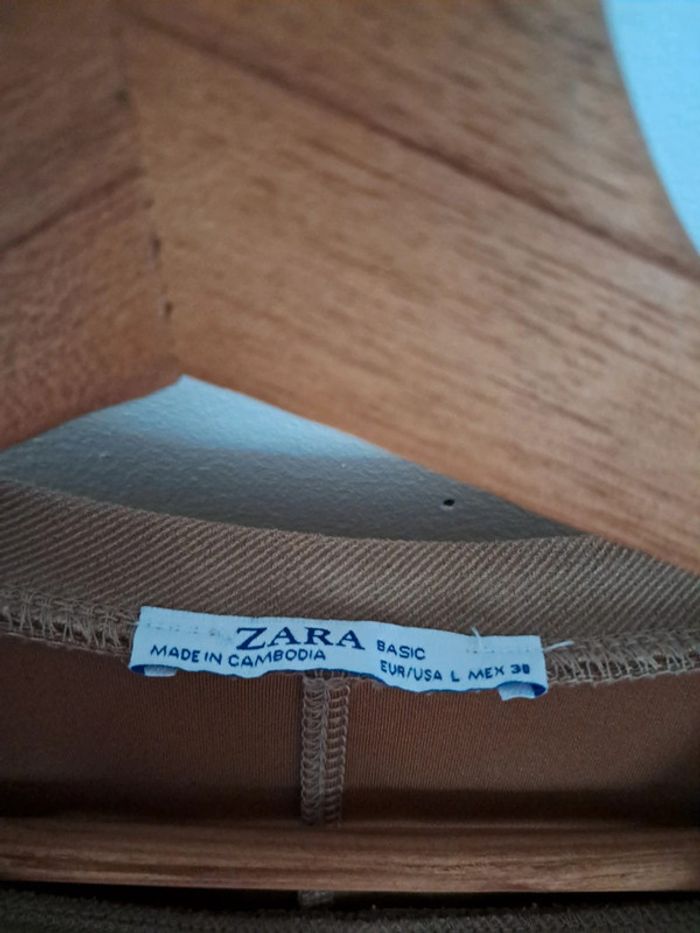 ZARA BASIC
MADE IN CAMBODIA EUR/USA L MEX 30